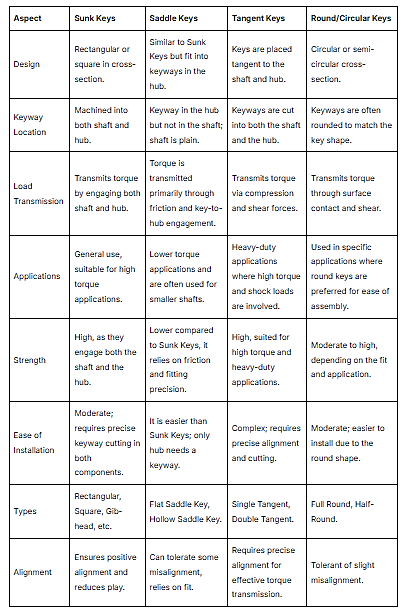 Aspect
Sunk Keys
Saddle Keys
Tangent Keys
Round/Circular Keys
Design
Rectangular or
square in cross-
section.
Similar to Sunk
Keys but fit into
keyways in the
hub.
Keys are placed
tangent to the
shaft and hub.
Circular or semi-
circular cross-
section.
Keyway
Location
Machined into
both shaft and
hub.
Keyway in the hub
but not in the shaft;
shaft is plain.
Keyways are cut
into both the shaft
and the hub.
Keyways are often
rounded to match the
key shape.
Load
Transmission
Transmits torque
by engaging both
shaft and hub.
Torque is
transmitted
primarily through
friction and key-to-
hub engagement.
Transmits torque
via compression
and shear forces.
Transmits torque
through surface
contact and shear.
Applications
General use,
suitable for high
torque
applications.
Lower torque
applications and
are often used for
smaller shafts.
Heavy-duty
applications
where high torque
and shock loads
are involved.
Used in specific
applications where
round keys are
preferred for ease of
assembly.
Strength
High, as they
engage both the
shaft and the
hub.
Lower compared
to Sunk Keys, it
relies on friction
and fitting
precision.
High, suited for
high torque and
heavy-duty
applications.
Moderate to high,
depending on the fit
and application.
Ease of
Installation
Moderate;
requires precise
keyway cutting in
both
components.
It is easier than
Sunk Keys; only
hub needs a
keyway.
Complex; requires
precise alignment
and cutting.
Moderate; easier to
install due to the
round shape.
Types
Rectangular,
Square, Gib-
head, etc.
Flat Saddle Key,
Hollow Saddle Key.
Single Tangent,
Double Tangent.
Full Round, Half-
Round.
Alignment
Ensures positive
alignment and
reduces play.
Can tolerate some
misalignment,
relies on fit.
Requires precise
alignment for
effective torque
transmission.
Tolerant of slight
misalignment.